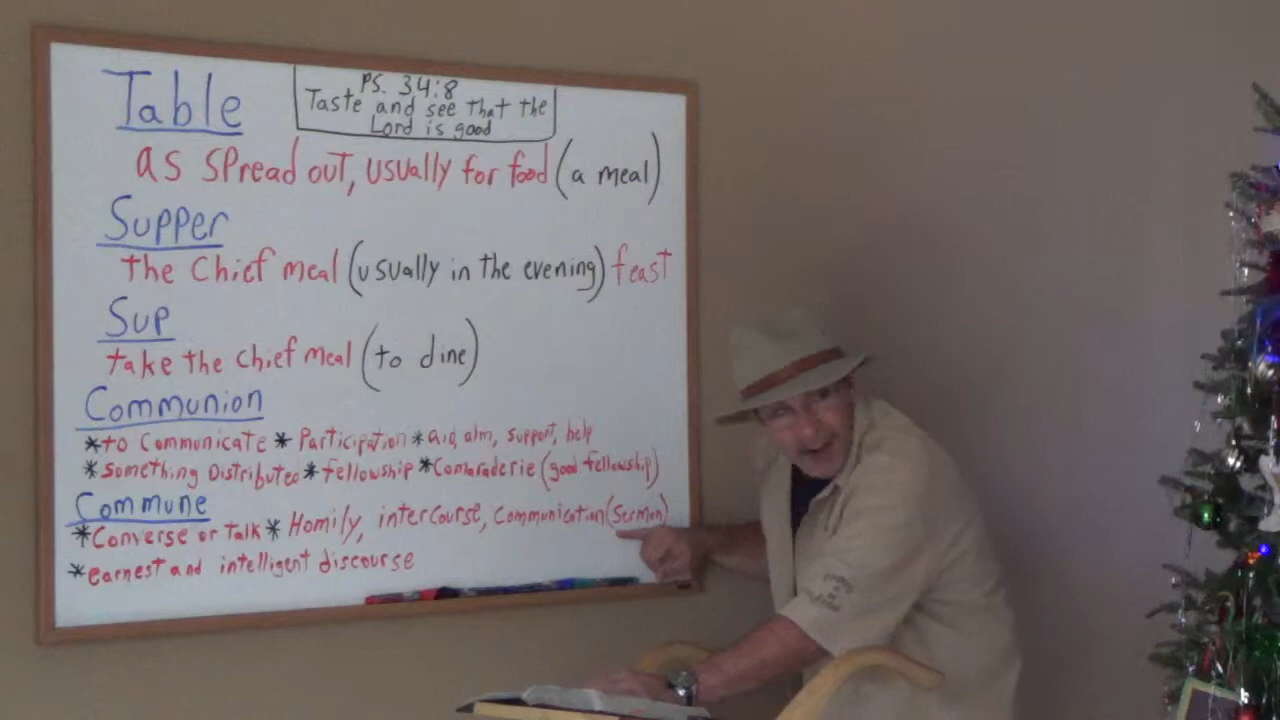 Table
PS. 34:8
Taste and see that the
Lord is good
as spread out, usually for food (a meal)
Supper
the Chief meal (usually in the evening) feast
Sup
take the chief meal (to dine)
Communion
*to communicate * Participation * aid, alm, support, help
*something Distributed *fellowship *Comaraderie (good fellowship)
Commune
*Converse or Talk * Homily, intercourse, communication (Sermon)
*earnest and intelligent discourse